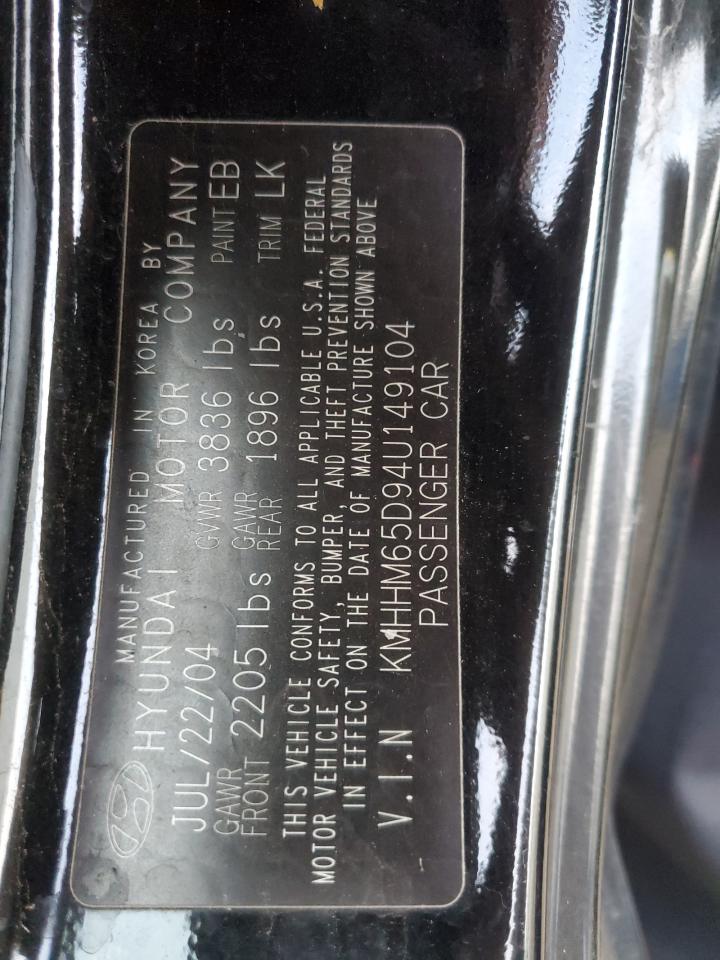 MANUFACTURED IN KOREA BY
HYUNDAI MOTOR COMPANY
JUL/22/04 GVWR 3836 lbs PAINT EB
GAWR FRONT 2205 lbs GAWR REAR 1896 lbs TRIM LK
THIS VEHICLE CONFORMS TO ALL APPLICABLE U.S.A. FEDERAL
MOTOR VEHICLE SAFETY, BUMPER, AND THEFT PREVENTION STANDARDS
IN EFFECT ON THE DATE OF MANUFACTURE SHOWN ABOVE
V.I.N KMHHM65D94U149104
PASSENGER CAR